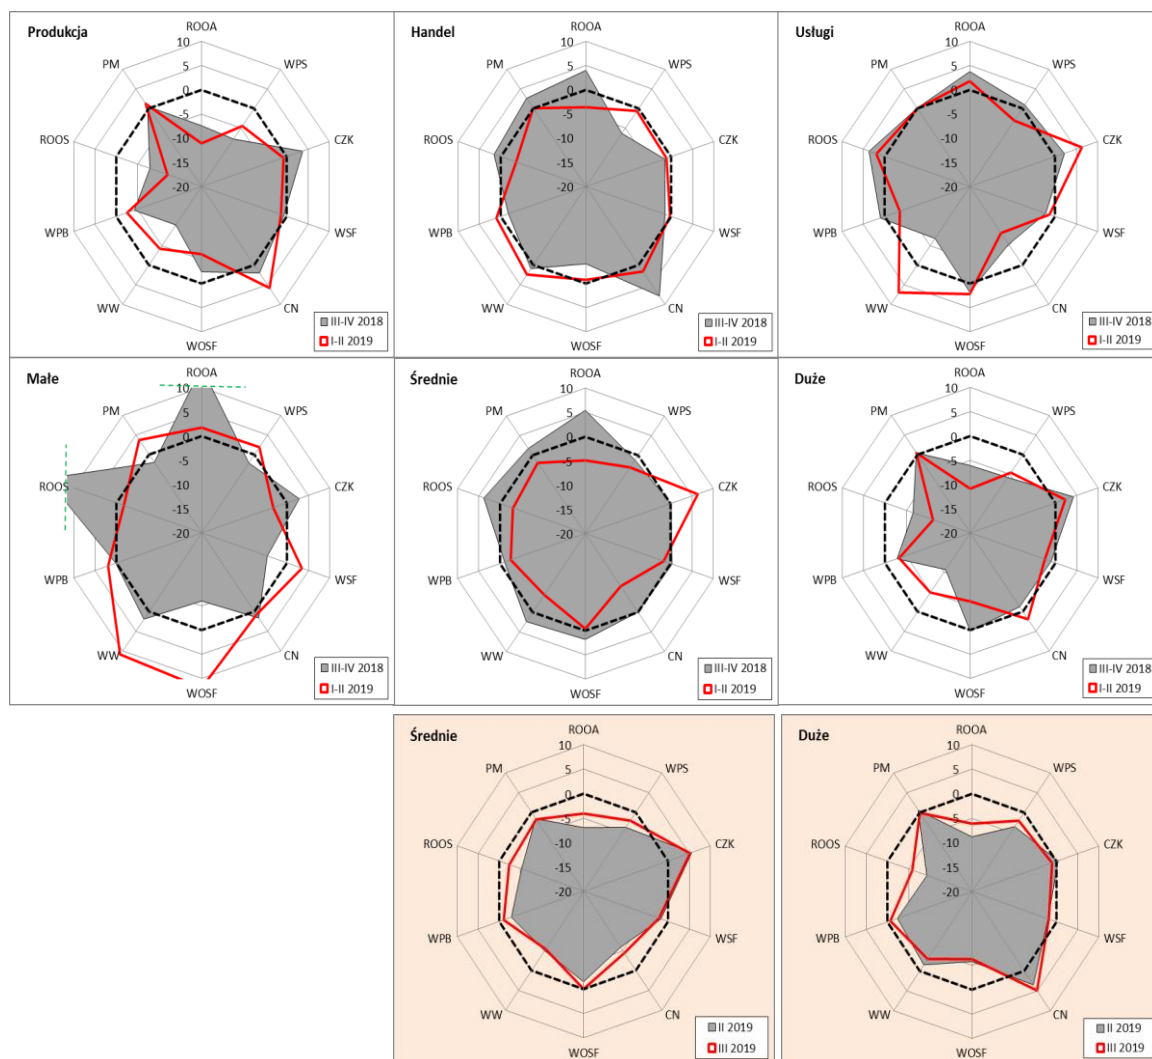 Produkcja
ROOA
WPS
CZK
WSF
CN
WOSF
WW
WPB
ROOS
PM
10
5
0
-5
-10
-15
-20
III-IV 2018
I-II 2019
Handel
ROOA
WPS
CZK
WSF
CN
WOSF
WW
WPB
ROOS
PM
10
5
0
-5
-10
-15
-20
III-IV 2018
I-II 2019
Usługi
ROOA
WPS
CZK
WSF
CN
WOSF
WW
WPB
ROOS
PM
10
5
0
-5
-10
-15
-20
III-IV 2018
I-II 2019
Małe
ROOA
WPS
CZK
WSF
CN
WOSF
WW
WPB
ROOS
PM
10
5
0
-5
-10
-15
-20
III-IV 2018
I-II 2019
Średnie
ROOA
WPS
CZK
WSF
CN
WOSF
WW
WPB
ROOS
PM
10
5
0
-5
-10
-15
-20
III-IV 2018
I-II 2019
Duże
ROOA
WPS
CZK
WSF
CN
WOSF
WW
WPB
ROOS
PM
10
5
0
-5
-10
-15
-20
III-IV 2018
I-II 2019
Średnie
ROOA
WPS
CZK
WSF
CN
WOSF
WW
WPB
ROOS
PM
10
5
0
-5
-10
-15
-20
II 2019
III 2019
Duże
ROOA
WPS
CZK
WSF
CN
WOSF
WW
WPB
ROOS
PM
10
5
0
-5
-10
-15
-20
II 2019
III 2019